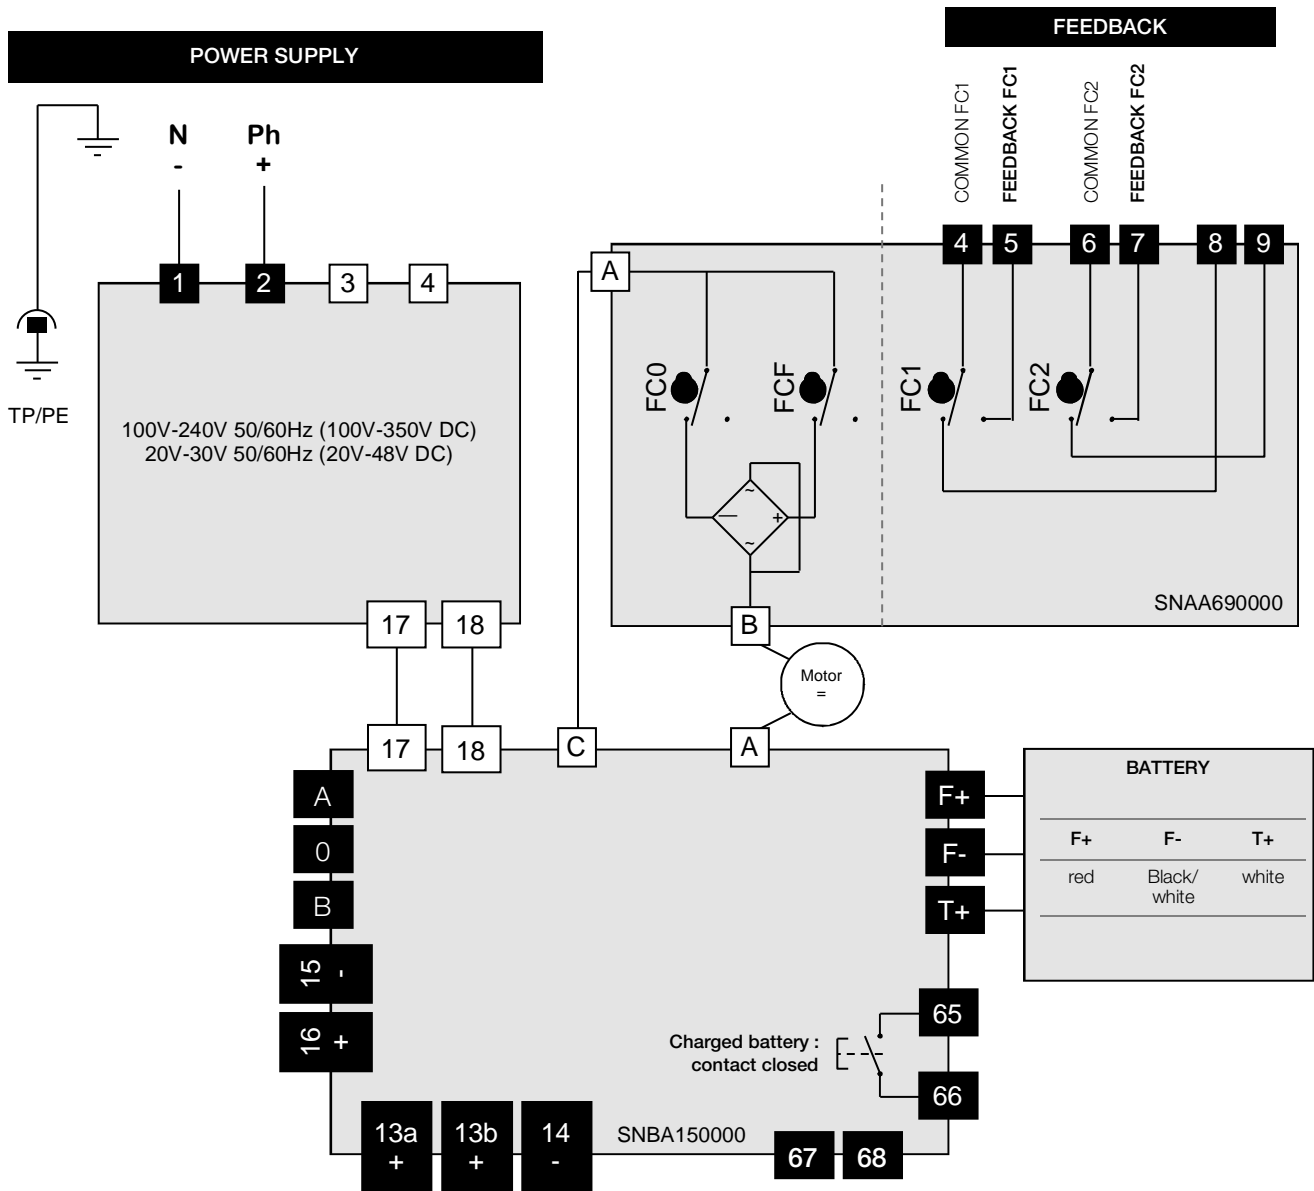 POWER SUPPLY
FEEDBACK
COMMON FC1
FEEDBACK FC1
COMMON FC2
FEEDBACK FC2
N
-
Ph
+
1
2
3
4
4
5
6
7
8
9
A
TP/PE
100V-240V 50/60Hz (100V-350V DC)
20V-30V 50/60Hz (20V-48V DC)
FC0
FCF
FC1
FC2
~
—
+
~
SNAA690000
17
18
B
Motor
=
17
18
C
A
A
0
B
15 -
16 +
F+
F-
T+
BATTERY
F+ F- T+
red Black/ white
white
65
66
Charged battery :
contact closed
13a
+
13b
+
14
-
SNBA150000
67
68